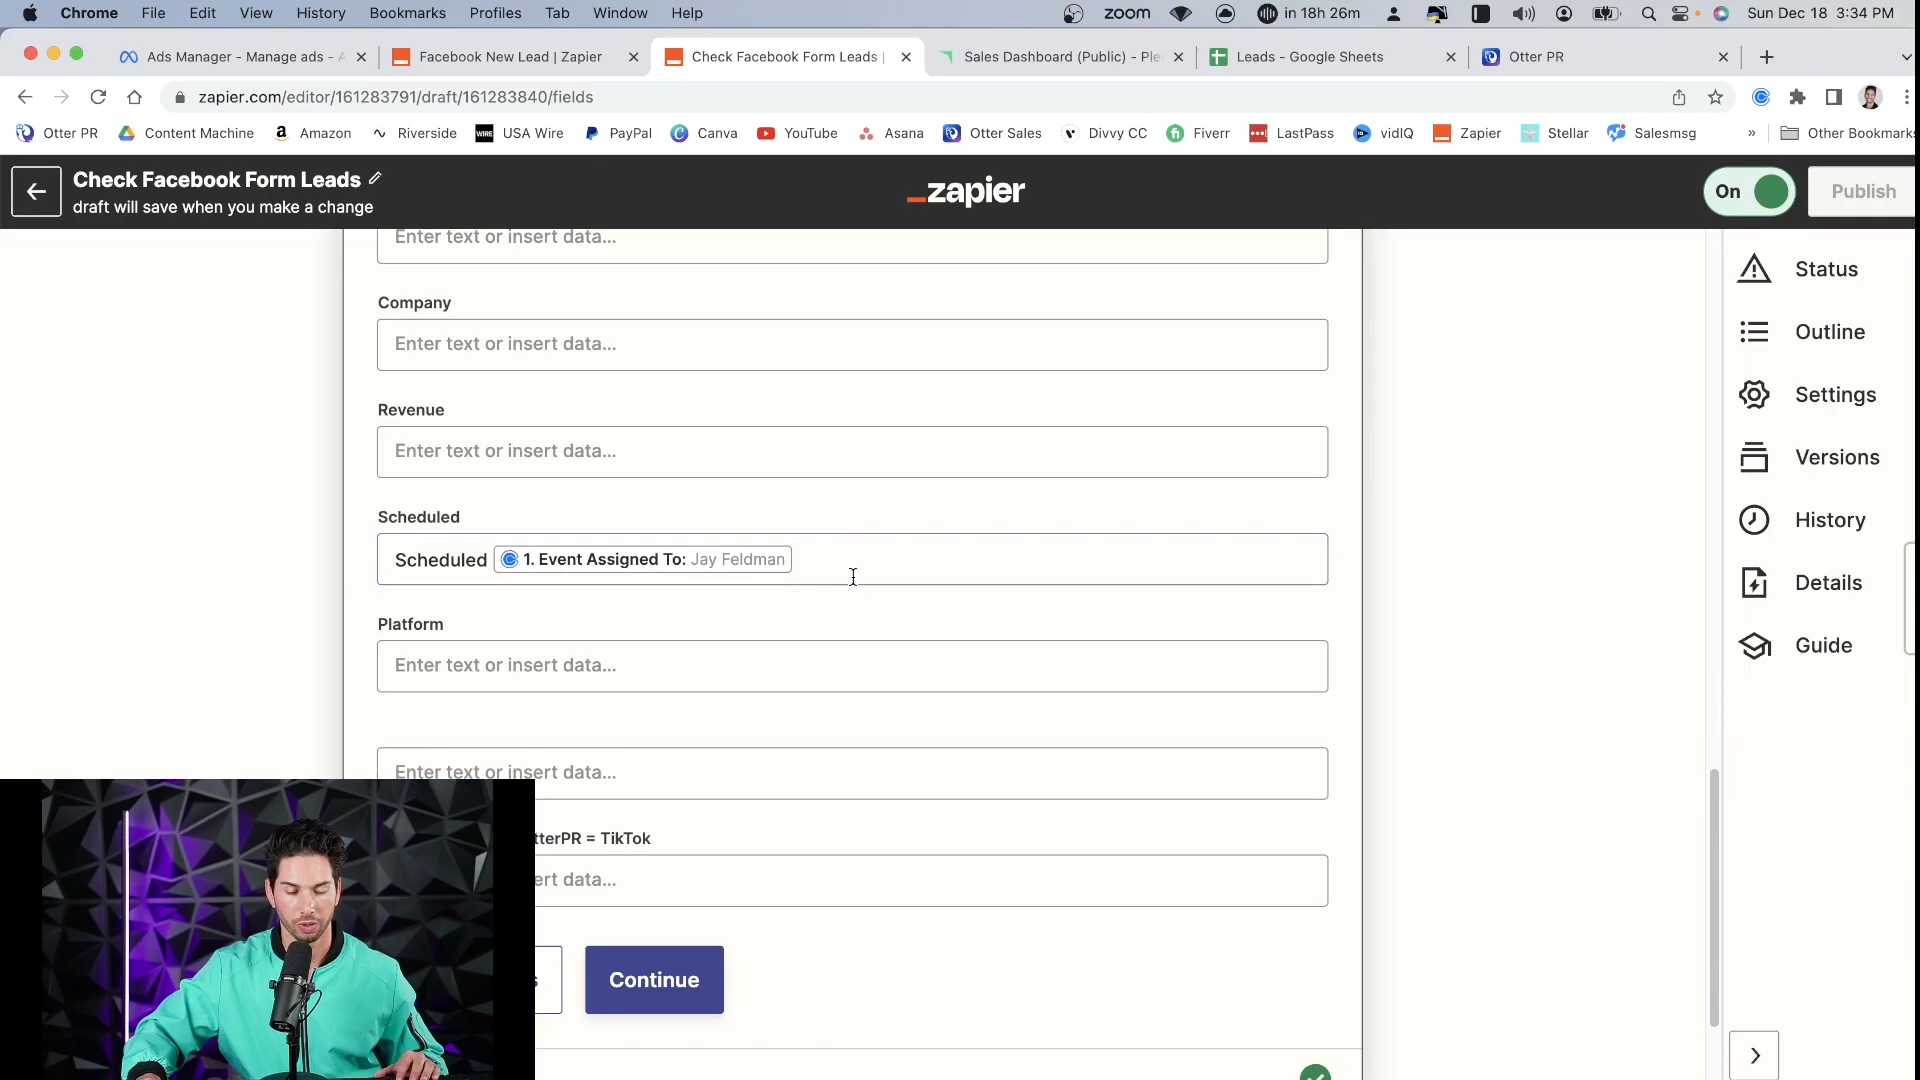 Chrome File Edit View History Bookmarks Profiles Tab Window Help zoom in 18h 26m Sun Dec 18 3:34 PM
Ads Manager - Manage ads - A Facebook New Lead | Zapier Check Facebook Form Leads | Sales Dashboard (Public) - Ple Leads - Google Sheets Otter PR
zapier.com/editor/161283791/draft/161283840/fields
Otter PR Content Machine Amazon Riverside WIRE USA Wire PayPal Canva YouTube Asana Otter Sales Divvy CC Fiverr LastPass vidIQ Zapier Stellar Salesmsg » Other Bookmarks
Check Facebook Form Leads
draft will save when you make a change
_zapier
On
Publish
Enter text or insert data...
Company
Enter text or insert data...
Revenue
Enter text or insert data...
Scheduled
Scheduled 1. Event Assigned To: Jay Feldman
Platform
Enter text or insert data...
Enter text or insert data...
tterPR = TikTok
ert data...
s
Continue
Status
Outline
Settings
Versions
History
Details
Guide